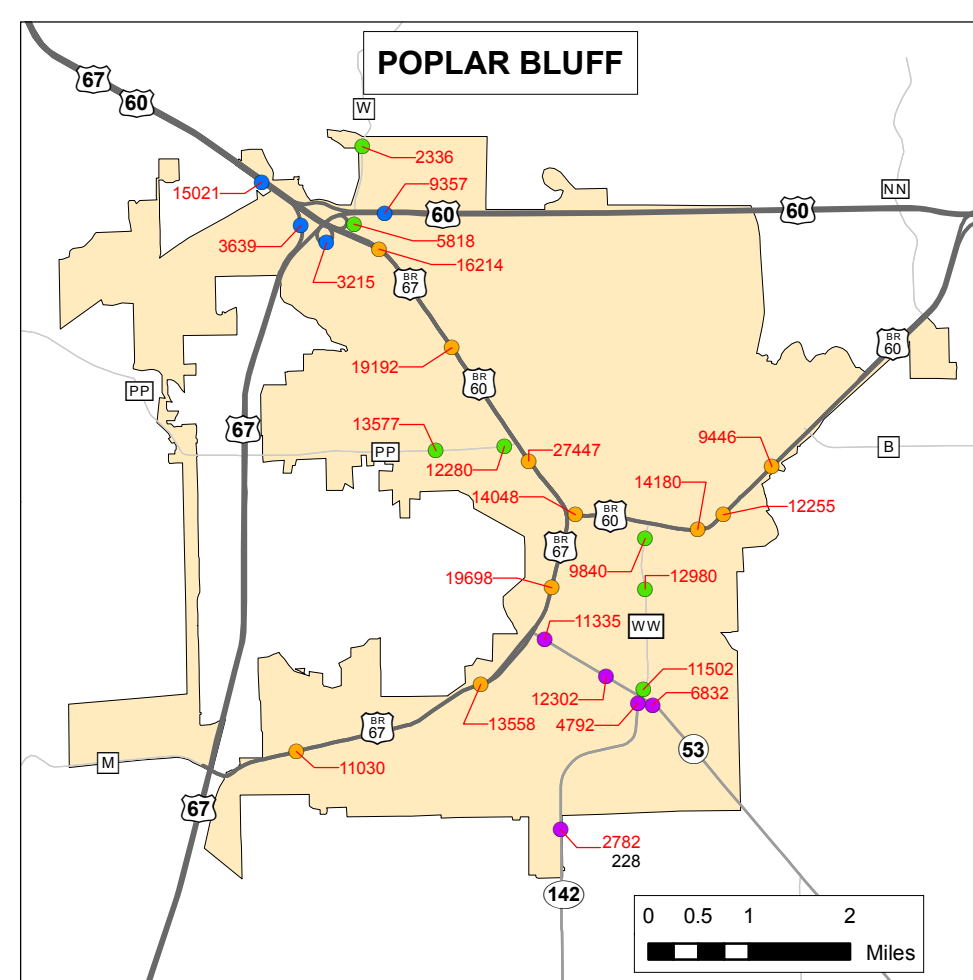 POPLAR BLUFF
67
60
W
2336
15021
9357
60
60
NN
3639
5818
3215
16214
BR
67
BR
60
19192
BR
60
PP
67
13577
PP
12280
27447
9446
B
14048
BR
60
14180
12255
BR
67
9840
12980
19698
11335
WW
11502
12302
4792
6832
13558
BR
67
53
M
11030
67
2782
228
142
0 0.5 1 2
Miles